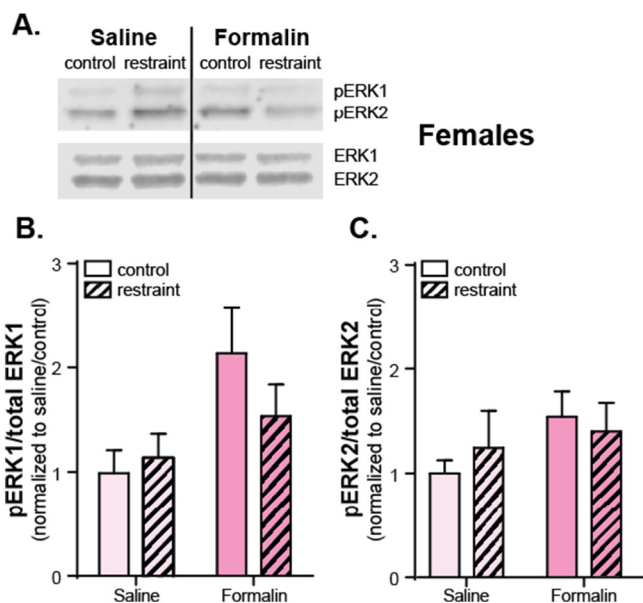 A.
Saline Formalin
control restraint control restraint
pERK1
pERK2
Females
ERK1
ERK2
B.
pERK1/total ERK1
(normalized to saline/control)
3
2
1
0
control
restraint
Saline Formalin
C.
pERK2/total ERK2
(normalized to saline/control)
3
2
1
0
control
restraint
Saline Formalin